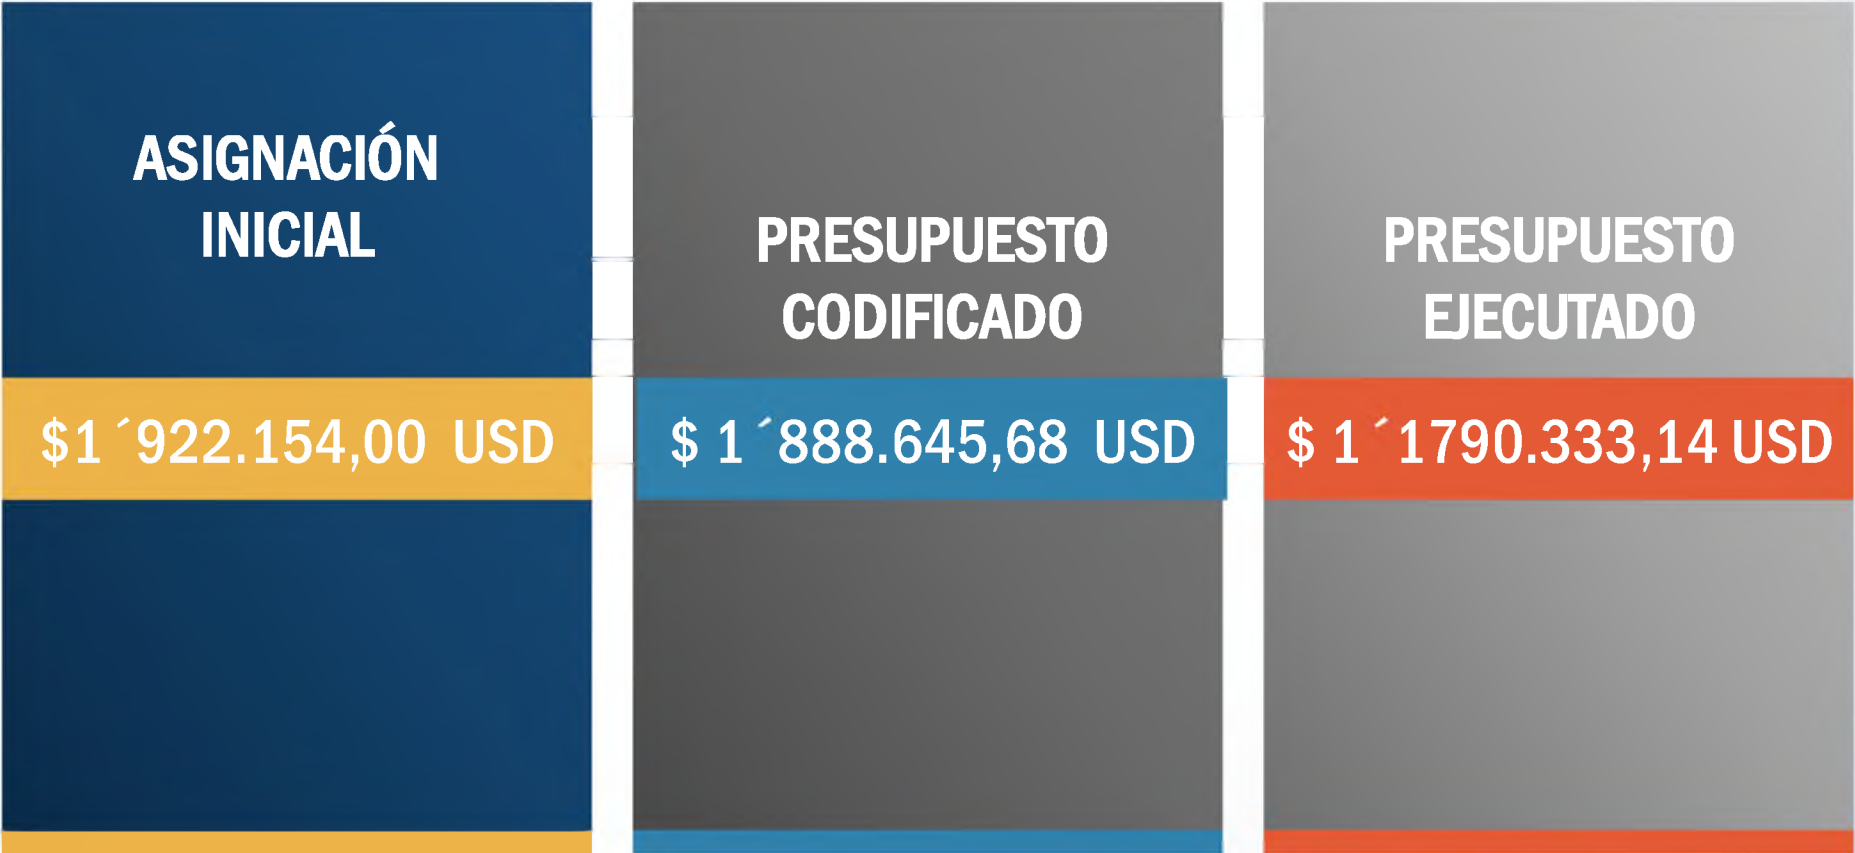 ASIGNACIÓN
INICIAL
$1 ´922.154,00 USD
PRESUPUESTO
CODIFICADO
$ 1 ´888.645,68 USD
PRESUPUESTO
EJECUTADO
$ 1 ´1790.333,14 USD